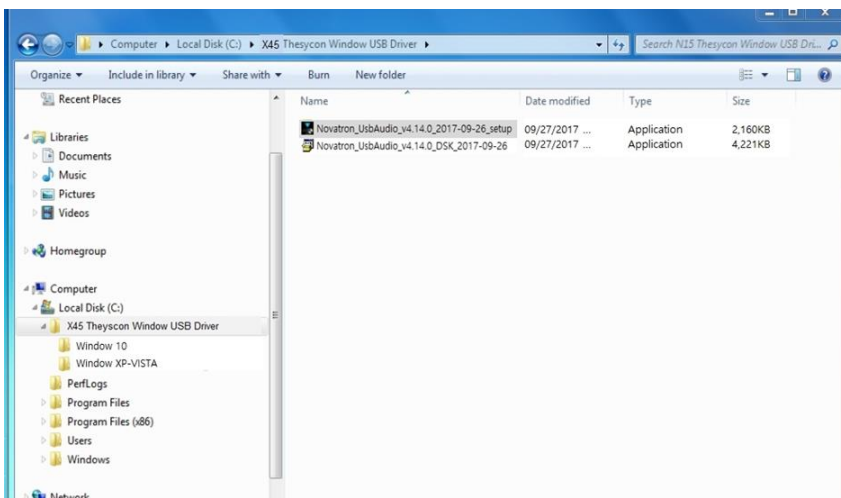 Computer ▸ Local Disk (C:) ▸ X45 Thesycon Window USB Driver ▸
Search N15 Thesycon Window USB Dri...
Organize Include in library Share with Burn New folder
Recent Places
Libraries
Documents
Music
Pictures
Videos
Homegroup
Computer
Local Disk (C:)
X45 Theyscon Window USB Driver
Window 10
Window XP-VISTA
PerfLogs
Program Files
Program Files (x86)
Users
Windows
Network
Name Date modified Type Size
Novatron_UsbAudio_v4.14.0_2017-09-26_setup 09/27/2017 ... Application 2,160KB
Novatron_UsbAudio_v4.14.0_DSK_2017-09-26 09/27/2017 ... Application 4,221KB